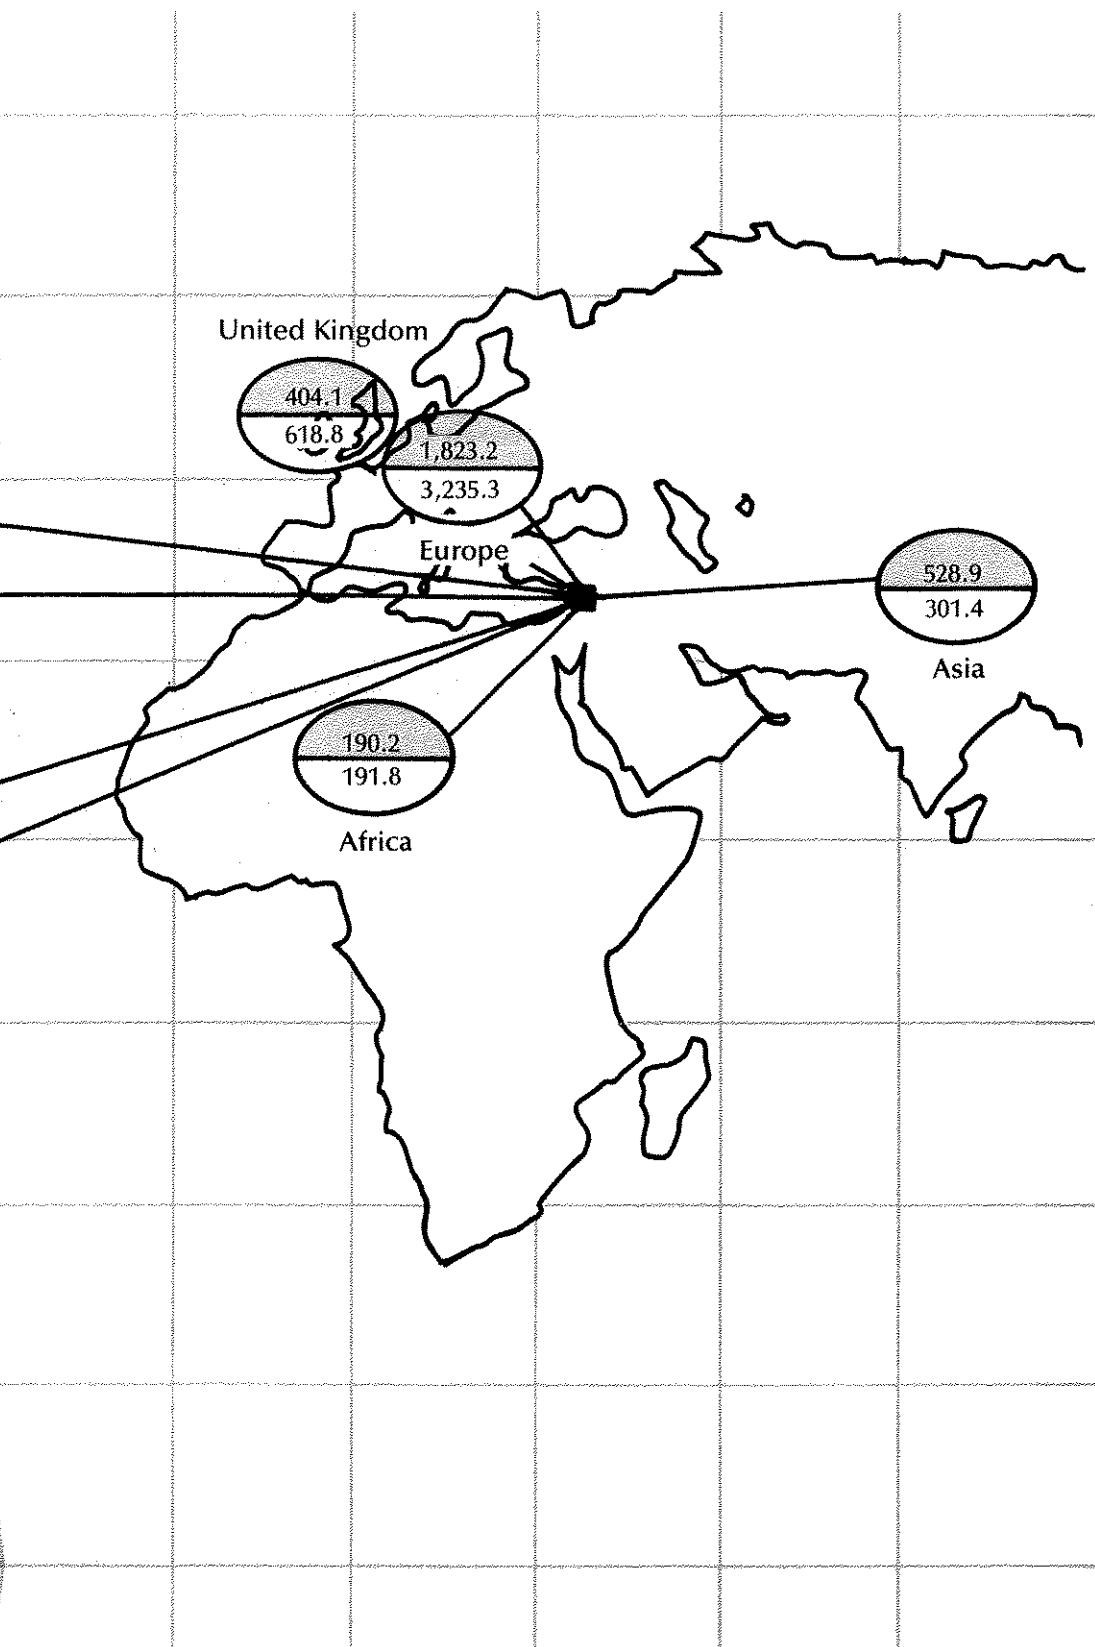 United Kingdom
404.1
618.8
1,823.2
3,235.3
Europe
528.9
301.4
Asia
190.2
191.8
Africa